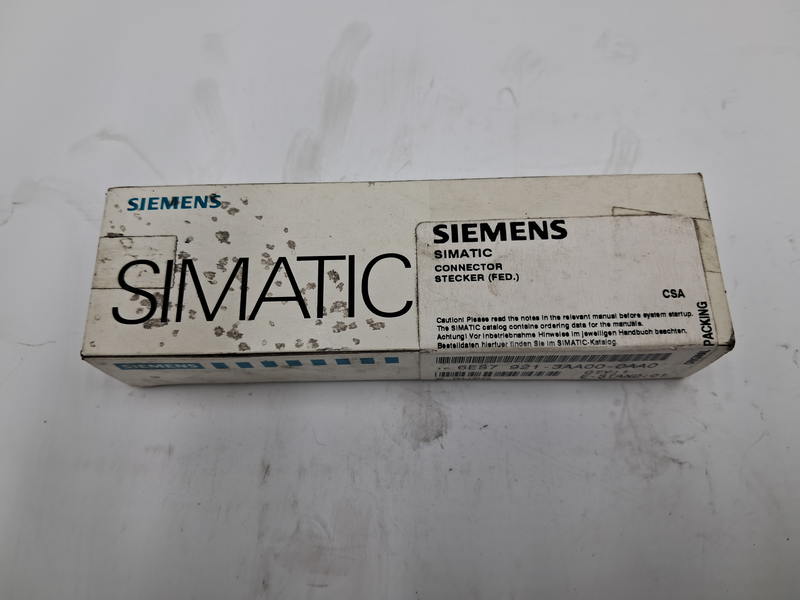 SIEMENS
SIMATIC
SIEMENS
SIMATIC
CONNECTOR
STECKER (FED.)
CSA
Caution! Please read the notes in the relevant manual before system startup.
The SIMATIC catalog contains ordering data for the manuals.
Achtung! Vor Inbetriebnahme Hinweise im jeweiligen Handbuch beachten.
Bestelldaten hierfuer finden Sie im SIMATIC-Katalog
PACKING
SIEMENS
6ES7 921-3AA00-0AA0